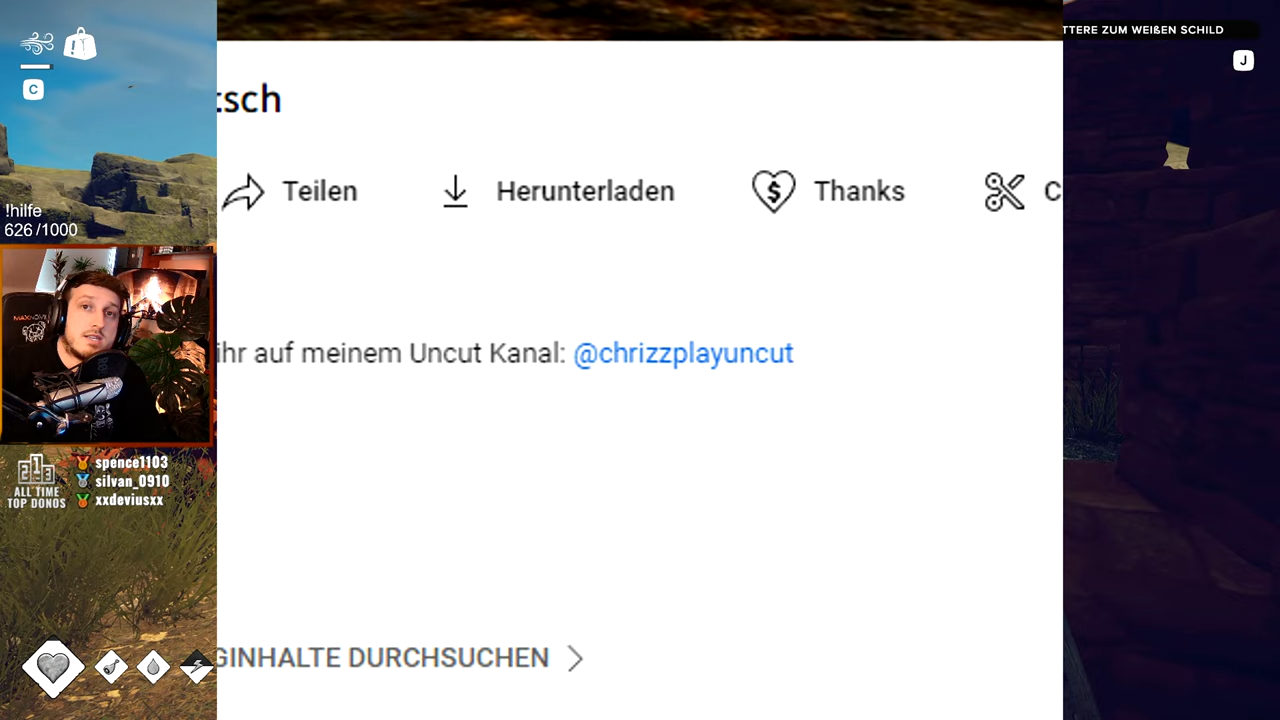 TTERE ZUM WEIßEN SCHILD
J
C
tsch
Teilen
Herunterladen
Thanks
C
!hilfe
626/1000
ihr auf meinem Uncut Kanal: @chrizzplayuncut
ALL TIME
TOP DONOS
spence1103
silvan_0910
xxdeviusxx
GINHALTE DURCHSUCHEN